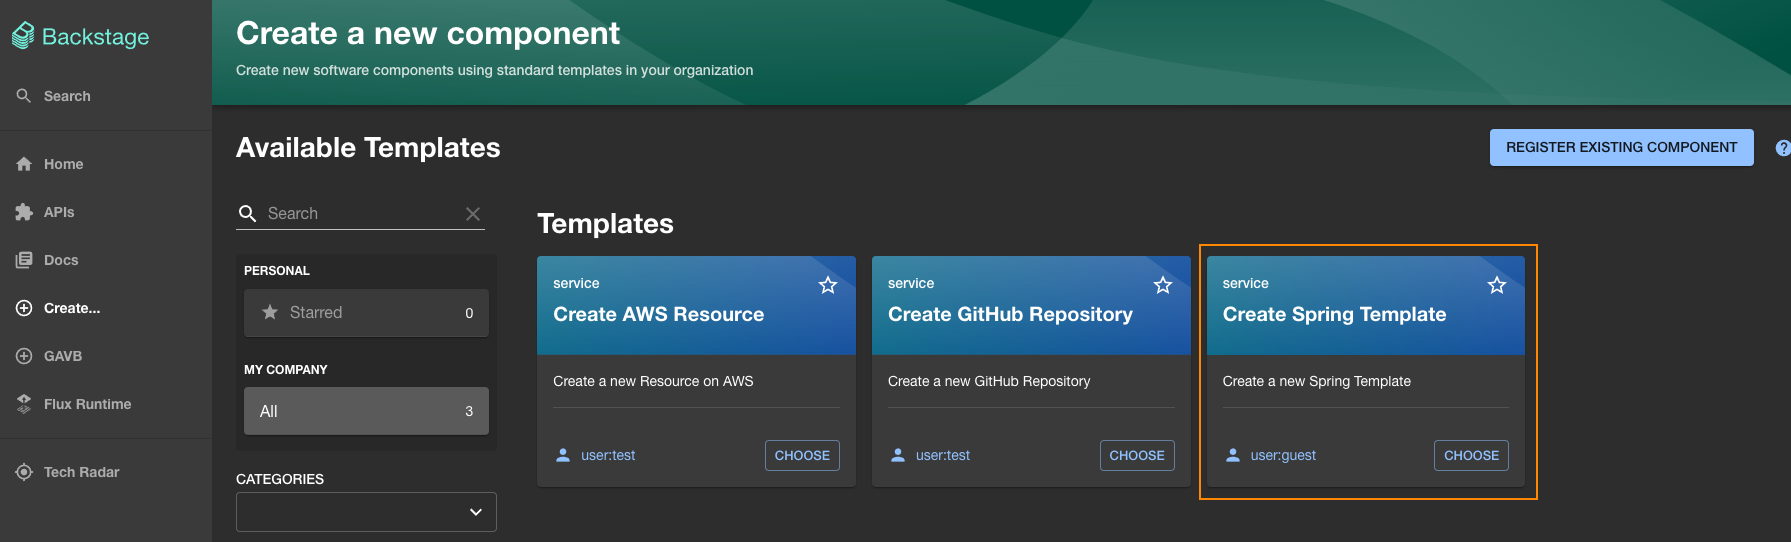 Backstage
Search
Home
APIs
Docs
Create...
GAVB
Flux Runtime
Tech Radar
Create a new component
Create new software components using standard templates in your organization
Available Templates
REGISTER EXISTING COMPONENT
?
Search
PERSONAL
Starred 0
MY COMPANY
All 3
CATEGORIES
Templates
service
Create AWS Resource
Create a new Resource on AWS
user:test CHOOSE
service
Create GitHub Repository
Create a new GitHub Repository
user:test CHOOSE
service
Create Spring Template
Create a new Spring Template
user:guest CHOOSE